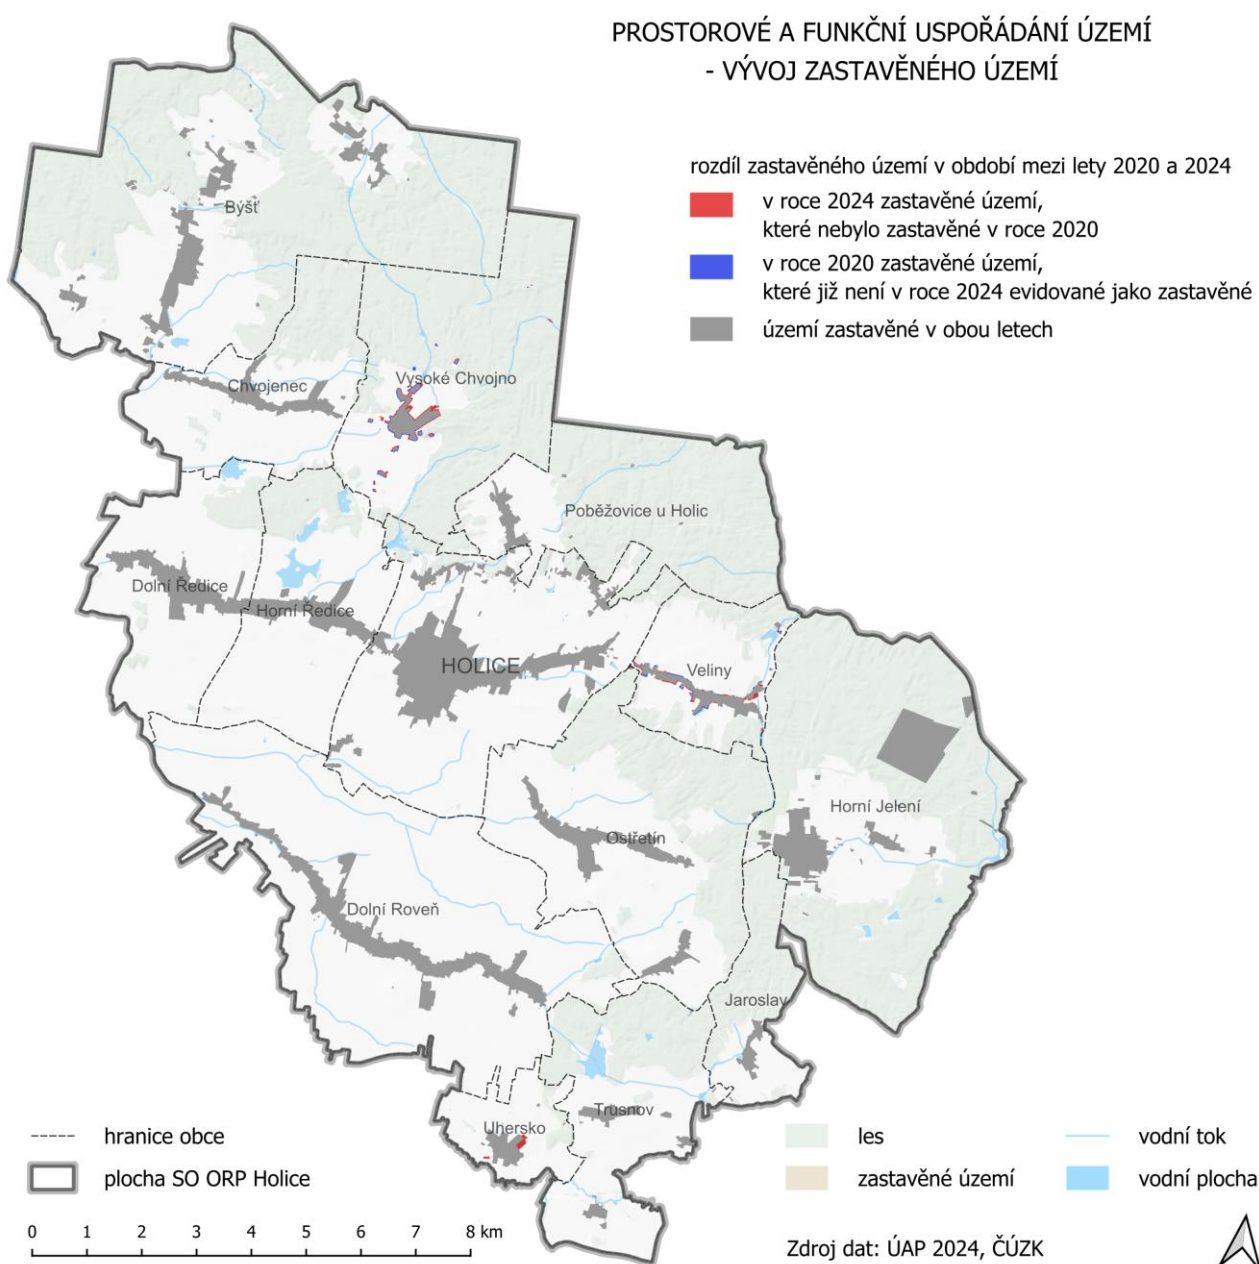 PROSTOROVÉ A FUNKČNÍ USPOŘÁDÁNÍ ÚZEMÍ
- VÝVOJ ZASTAVĚNÉHO ÚZEMÍ
rozdíl zastavěného území v období mezi lety 2020 a 2024
v roce 2024 zastavěné území,
které nebylo zastavěné v roce 2020
v roce 2020 zastavěné území,
které již není v roce 2024 evidované jako zastavěné
území zastavěné v obou letech
Býšť
Chvojenec
Vysoké Chvojno
Poběžovice u Holic
Dolní Ředice
Horní Ředice
HOLICE
Veliny
Horní Jelení
Ostřetín
Dolní Roveň
Jaroslav
Trusnov
Uhersko
hranice obce
plocha SO ORP Holice
0 1 2 3 4 5 6 7 8 km
les
zastavěné území
vodní tok
vodní plocha
Zdroj dat: ÚAP 2024, ČÚZK